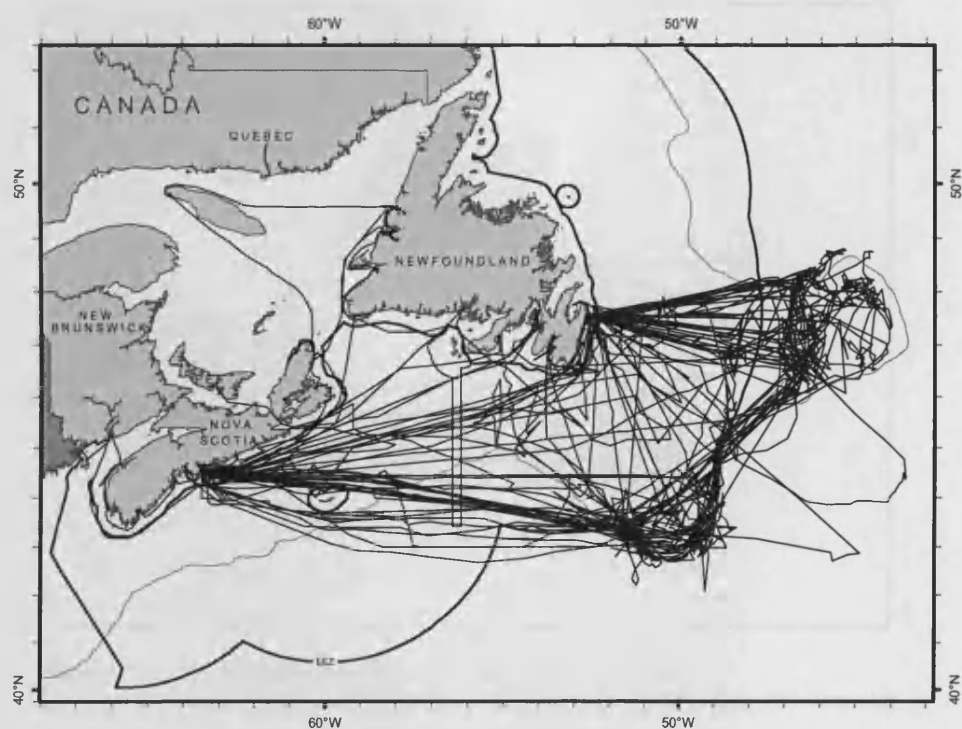 60°W
50°W
CANADA
QUEBEC
50°N
50°N
NEWFOUNDLAND
NEW
BRUNSWICK
NOVA
SCOTIA
EEZ
40°N
40°N
60°W
50°W